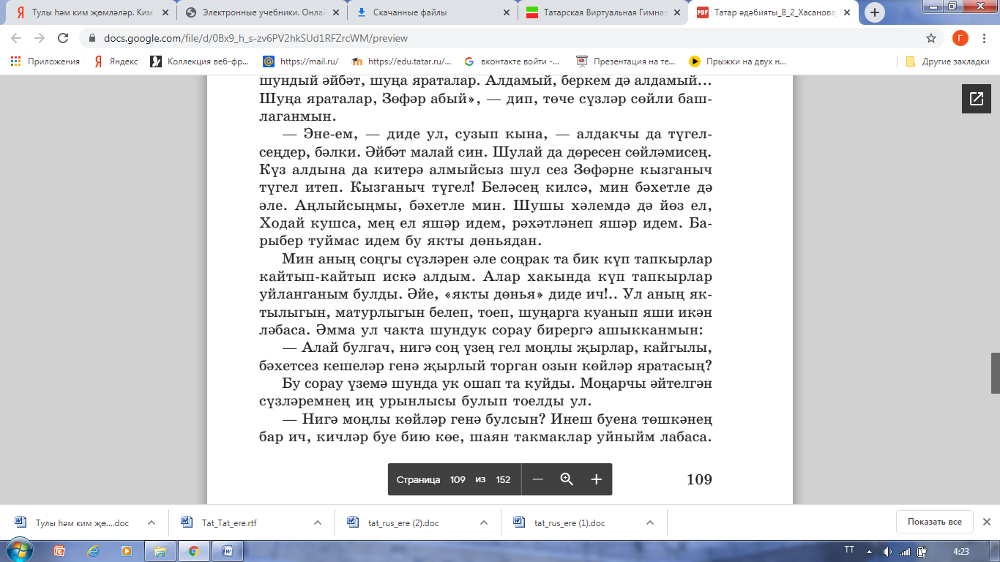 Тулы һәм ким җөмләләр. Ким
Электронные учебники. Онлай
Скачанные файлы
Татарская Виртуальная Гимназ
Татар әдәбияты_8_2_Хасанова
docs.google.com/file/d/0Bx9_h_s-zv6PV2hkSUd1RFZrcWM/preview
Г
Приложения
Яндекс
Коллекция веб-фр...
https://mail.ru/
https://edu.tatar.ru/...
вконтакте войти -...
Презентация на те...
Прыжки на двух н...
Другие закладки
шундый әйбәт, шуңа яраталар. Алдамый, беркем дә алдамый...
Шуңа яраталар, Зөфәр абый», — дип, төче сүзләр сөйли баш-
лаганмын.
— Эне-ем, — диде ул, сузып кына, — алдакчы да түгел-
сеңдер, бәлки. Әйбәт малай син. Шулай да дөресен сөйләмисең.
Күз алдына да китерә алмыйсыз шул сез Зөфәрне кызганыч
түгел итеп. Кызганыч түгел! Беләсең килсә, мин бәхетле дә
әле. Аңлыйсыңмы, бәхетле мин. Шушы хәлемдә дә йөз ел,
Ходай кушса, мең ел яшәр идем, рәхәтләнеп яшәр идем. Ба-
рыбер туймас идем бу якты дөньядан.
Мин аның соңгы сүзләрен әле соңрак та бик күп тапкырлар
кайтып-кайтып искә алдым. Алар хакында күп тапкырлар
уйланганым булды. Әйе, «якты дөнья» диде ич!.. Ул аның як-
тылыгын, матурлыгын белеп, тоеп, шуңарга куанып яши икән
ләбаса. Әмма ул чакта шундук сорау бирергә ашыкканмын:
— Алай булгач, нигә соң үзең гел моңлы җырлар, кайгылы,
бәхетсез кешеләр генә җырлый торган озын көйләр яратасың?
Бу сорау үземә шунда ук ошап та куйды. Моңарчы әйтелгән
сүзләремнең иң урынлысы булып тоелды ул.
— Нигә моңлы көйләр генә булсын? Инеш буена төшкәнең
бар ич, кичләр буе бию көе, шаян такмаклар уйныйм лабаса.
Страница 109 из 152
109
Тулы һәм ким җө....doc
Tat_Tat_ere.rtf
tat_rus_ere (2).doc
tat_rus_ere (1).doc
Показать все
TT
4:23